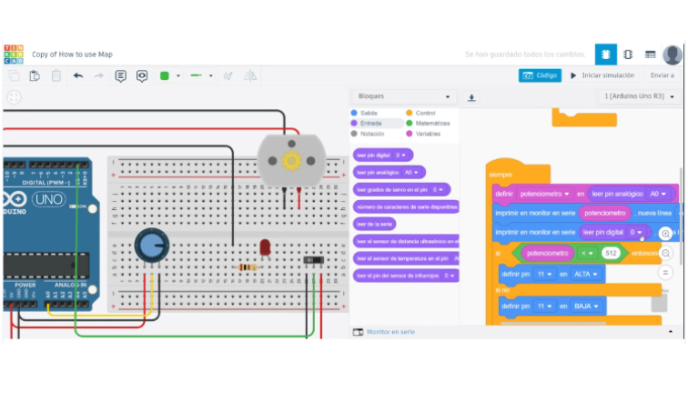 TIN
KER
CAD
Copy of How to use Map
Se han guardado todos los cambios.
Código
Iniciar simulación
Enviar a
Bloques
1 (Arduino Uno R3)
Salida
Control
Entrada
Matemáticas
Notación
Variables
leer pin digital 0
leer pin analógico A0
leer grados de servo en el pin 0
número de caracteres de serie disponibles
leer de la serie
leer el sensor de distancia ultrasónico en el
leer el sensor de temperatura en el pin
leer el pin del sensor de infrarrojos 0
siempre
definir potenciometro en leer pin analógico A0
imprimir en monitor en serie potenciometro nueva línea
imprimir en monitor en serie leer pin digital 0
si potenciometro < 512 entonces
definir pin 11 en ALTA
si no
definir pin 11 en BAJA
DIGITAL (PWM~)
UNO
POWER
ANALOG IN
Monitor en serie